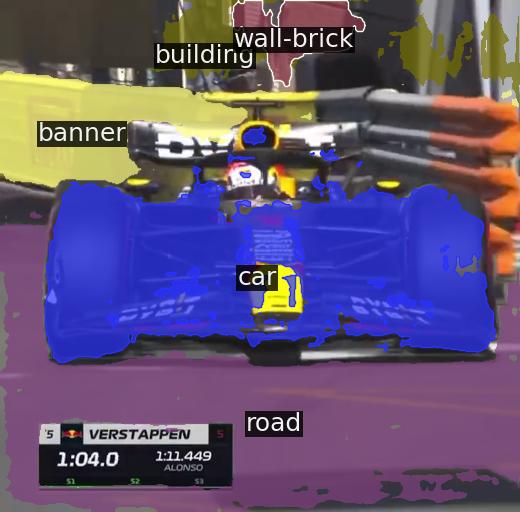 wall-brick
building
banner
car
road
5 VERSTAPPEN 5
1:04.0 1:11.449
ALONSO
S1 S2 S3